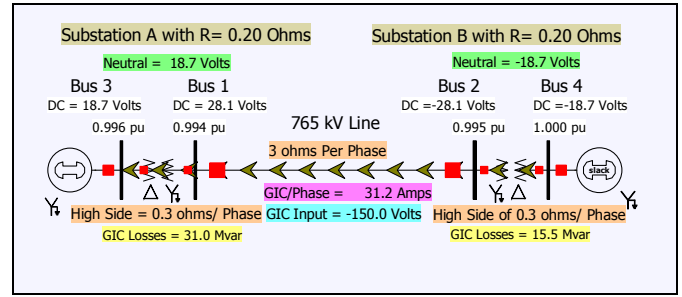 Substation A with R= 0.20 Ohms
Substation B with R= 0.20 Ohms
Neutral = 18.7 Volts
Neutral = -18.7 Volts
Bus 3
Bus 1
Bus 2
Bus 4
DC = 18.7 Volts
DC = 28.1 Volts
DC =-28.1 Volts
DC =-18.7 Volts
0.996 pu
0.994 pu
765 kV Line
0.995 pu
1.000 pu
3 ohms Per Phase
slack
GIC/Phase = 31.2 Amps
High Side = 0.3 ohms/ Phase
GIC Input = -150.0 Volts
High Side of 0.3 ohms/ Phase
GIC Losses = 31.0 Mvar
GIC Losses = 15.5 Mvar